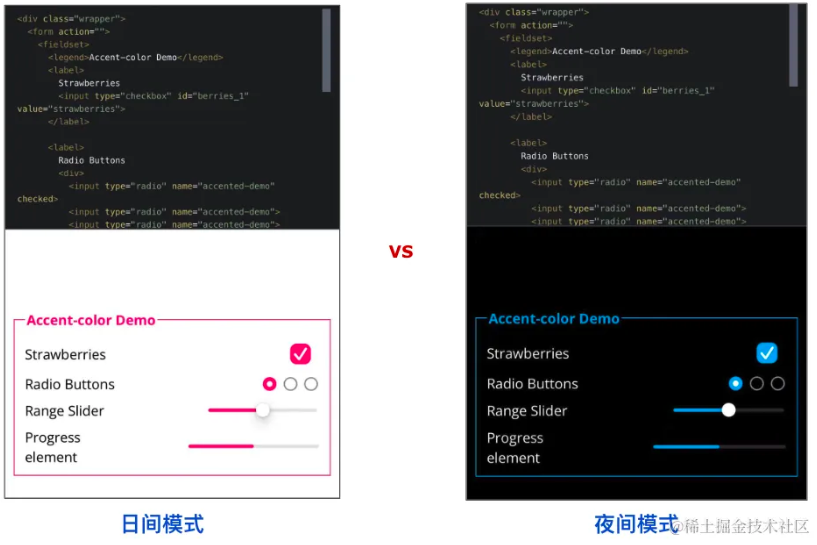 <div class="wrapper">
<form action="">
<fieldset>
<legend>Accent-color Demo</legend>
<label>
Strawberries
<input type="checkbox" id="berries_1"
value="strawberries">
</label>
<label>
Radio Buttons
<div>
<input type="radio" name="accented-demo"
checked>
<input type="radio" name="accented-demo">
<input type="radio" name="accented-demo">
Accent-color Demo
Strawberries
Radio Buttons
Range Slider
Progress
element
日间模式
vs
<div class="wrapper">
<form action="">
<fieldset>
<legend>Accent-color Demo</legend>
<label>
Strawberries
<input type="checkbox" id="berries_1"
value="strawberries">
</label>
<label>
Radio Buttons
<div>
<input type="radio" name="accented-demo"
checked>
<input type="radio" name="accented-demo">
<input type="radio" name="accented-demo">
Accent-color Demo
Strawberries
Radio Buttons
Range Slider
Progress
element
夜间模式
@稀土掘金技术社区